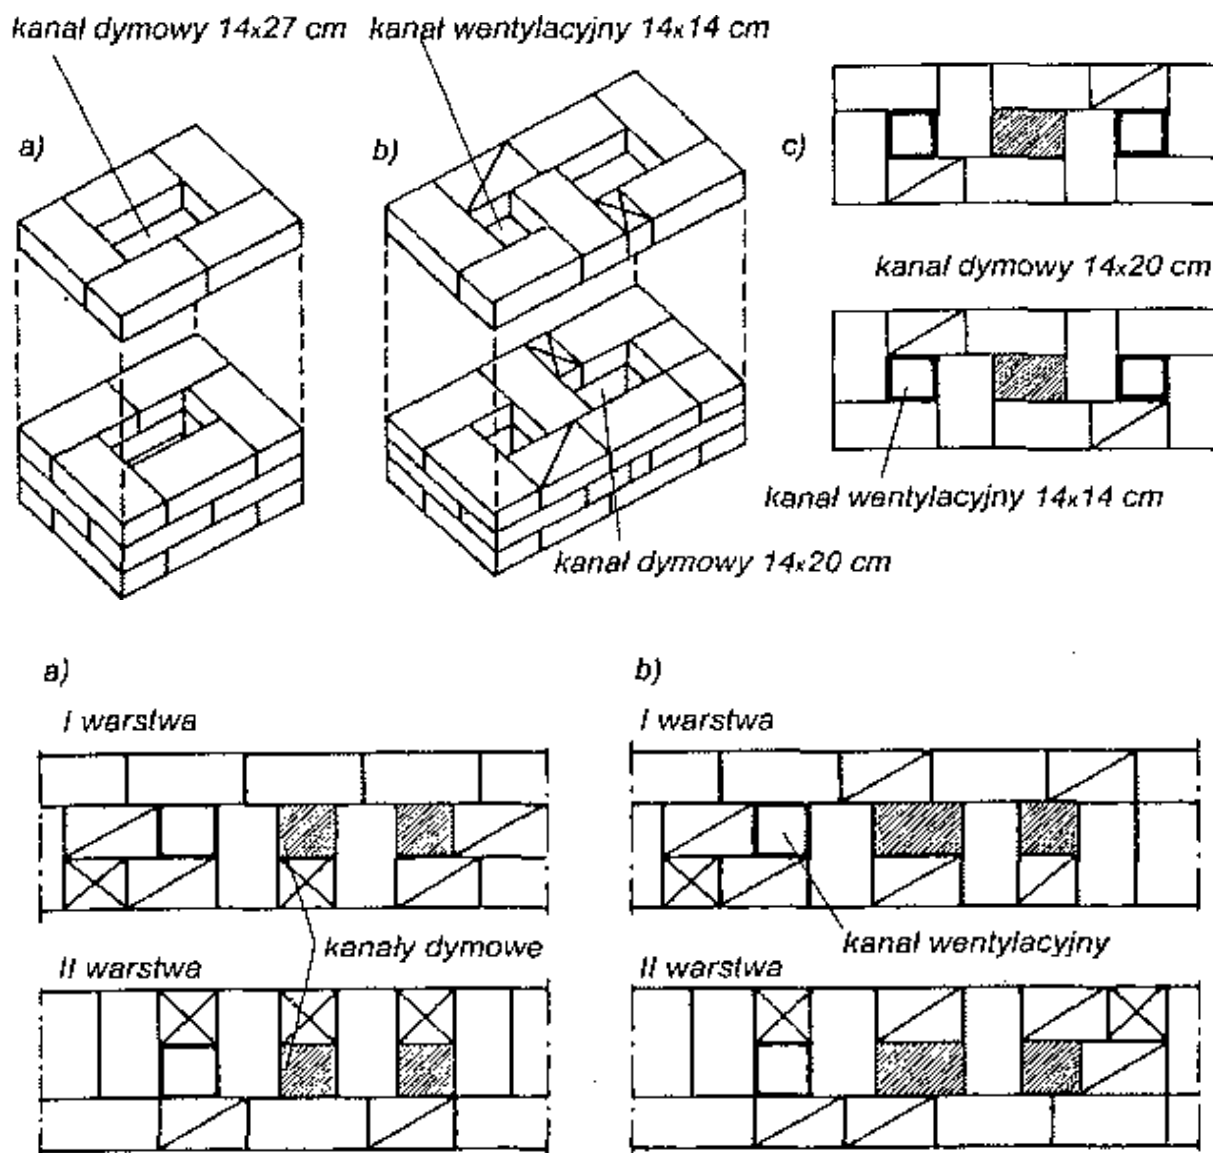 kanał dymowy 14x27 cm kanał wentylacyjny 14x14 cm
a) b) c)
kanał dymowy 14x20 cm
kanał wentylacyjny 14x14 cm
kanał dymowy 14x20 cm
a) b)
I warstwa I warstwa
kanały dymowe kanał wentylacyjny
II warstwa II warstwa